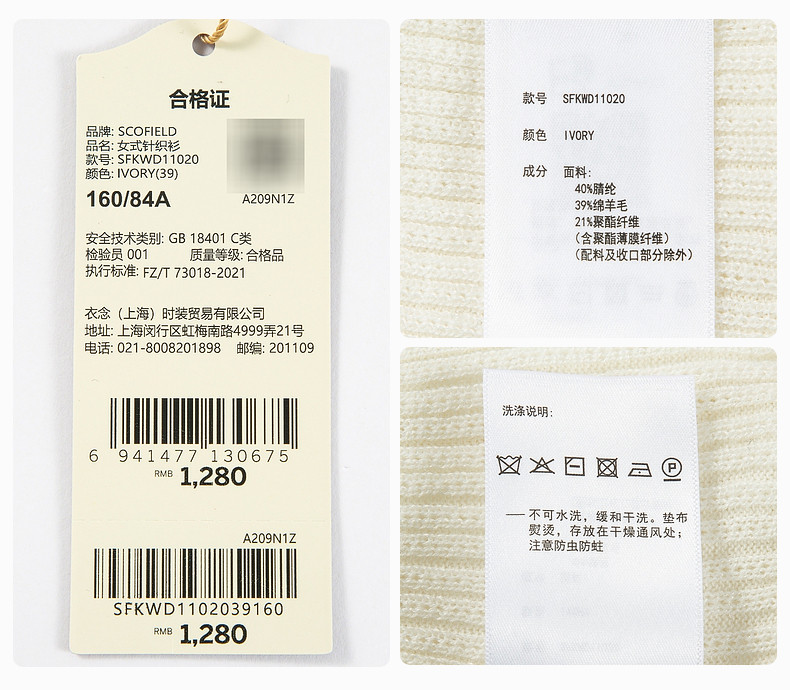 合格证
品牌: SCOFIELD
品名: 女式针织衫
款号: SFKWD11020
颜色: IVORY(39)
160/84A
A209N1Z
安全技术类别: GB 18401 C类
检验员 001 质量等级: 合格品
执行标准: FZ/T 73018-2021
衣念（上海）时装贸易有限公司
地址: 上海闵行区虹梅南路4999弄21号
电话: 021-8008201898 邮编: 201109
6 941477 130675
RMB 1,280
A209N1Z
SFKWD1102039160
RMB 1,280
款号 SFKWD11020
颜色 IVORY
成分 面料:
40%腈纶
39%绵羊毛
21%聚酯纤维
(含聚酯薄膜纤维)
(配料及收口部分除外)
洗涤说明:
P
——不可水洗，缓和干洗。垫布
熨烫，存放在干燥通风处；
注意防虫防蛀